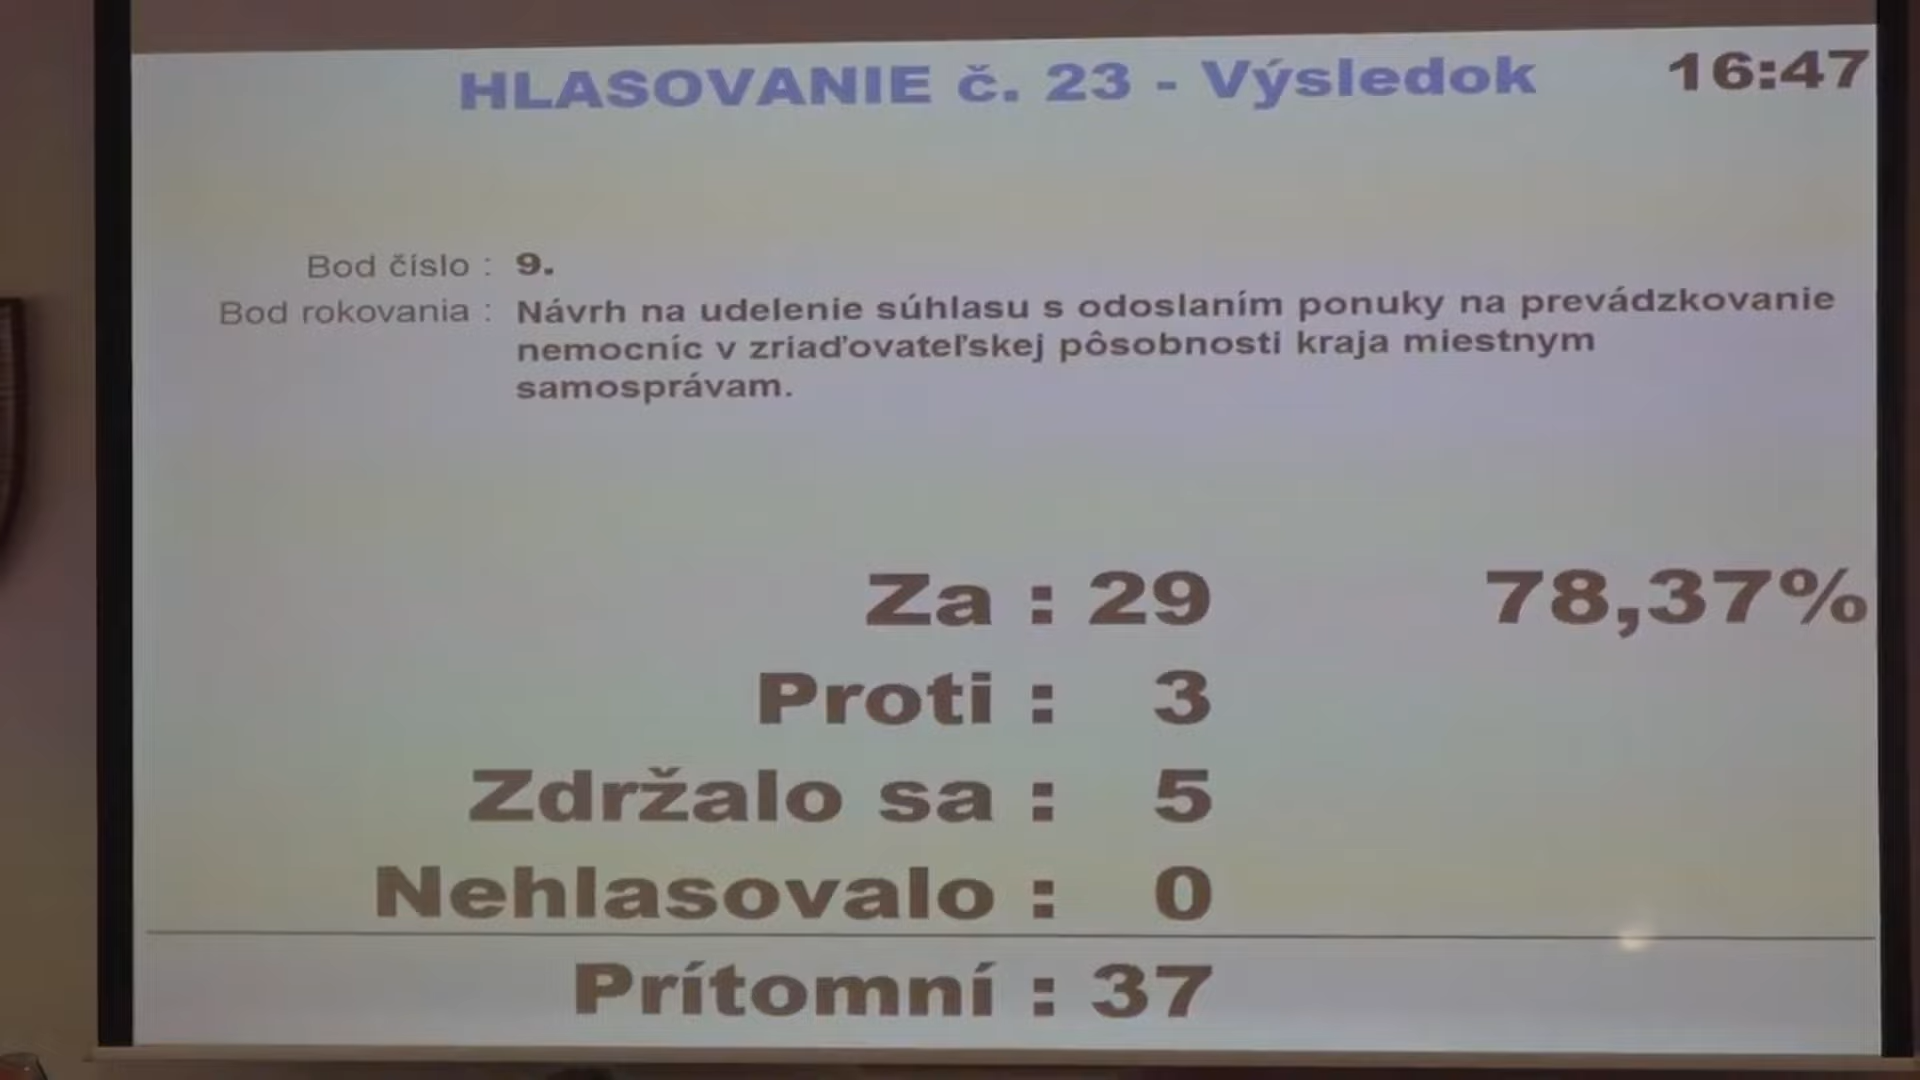 HLASOVANIE č. 23 - Výsledok 16:47
Bod číslo : 9.
Bod rokovania : Návrh na udelenie súhlasu s odoslaním ponuky na prevádzkovanie
nemocníc v zriaďovateľskej pôsobnosti kraja miestnym
samosprávam.
Za : 29 78,37%
Proti : 3
Zdržalo sa : 5
Nehlasovalo : 0
Prítomní : 37